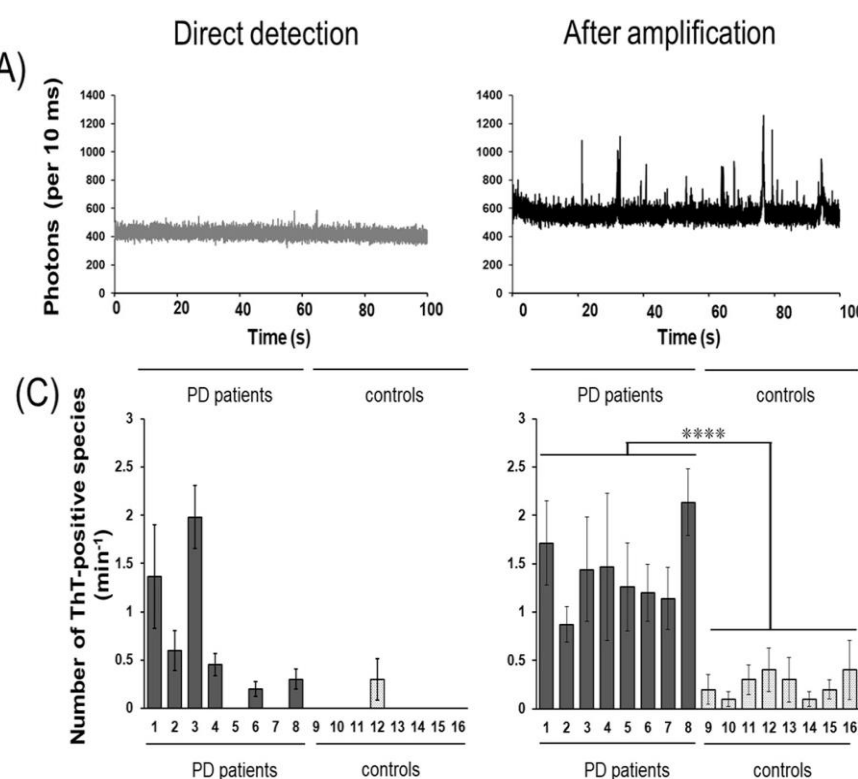 Direct detection
After amplification
A)
Photons (per 10 ms)
1400
1200
1000
800
600
400
200
0
0 20 40 60 80 100
Time (s)
1400
1200
1000
800
600
400
200
0
0 20 40 60 80 100
Time (s)
PD patients controls
PD patients controls
(C)
Number of ThT-positive species
(min-1)
3
2.5
2
1.5
1
0.5
0
1 2 3 4 5 6 7 8 9 10 11 12 13 14 15 16
PD patients controls
3
2.5
2
1.5
1
0.5
0
****
1 2 3 4 5 6 7 8 9 10 11 12 13 14 15 16
PD patients controls